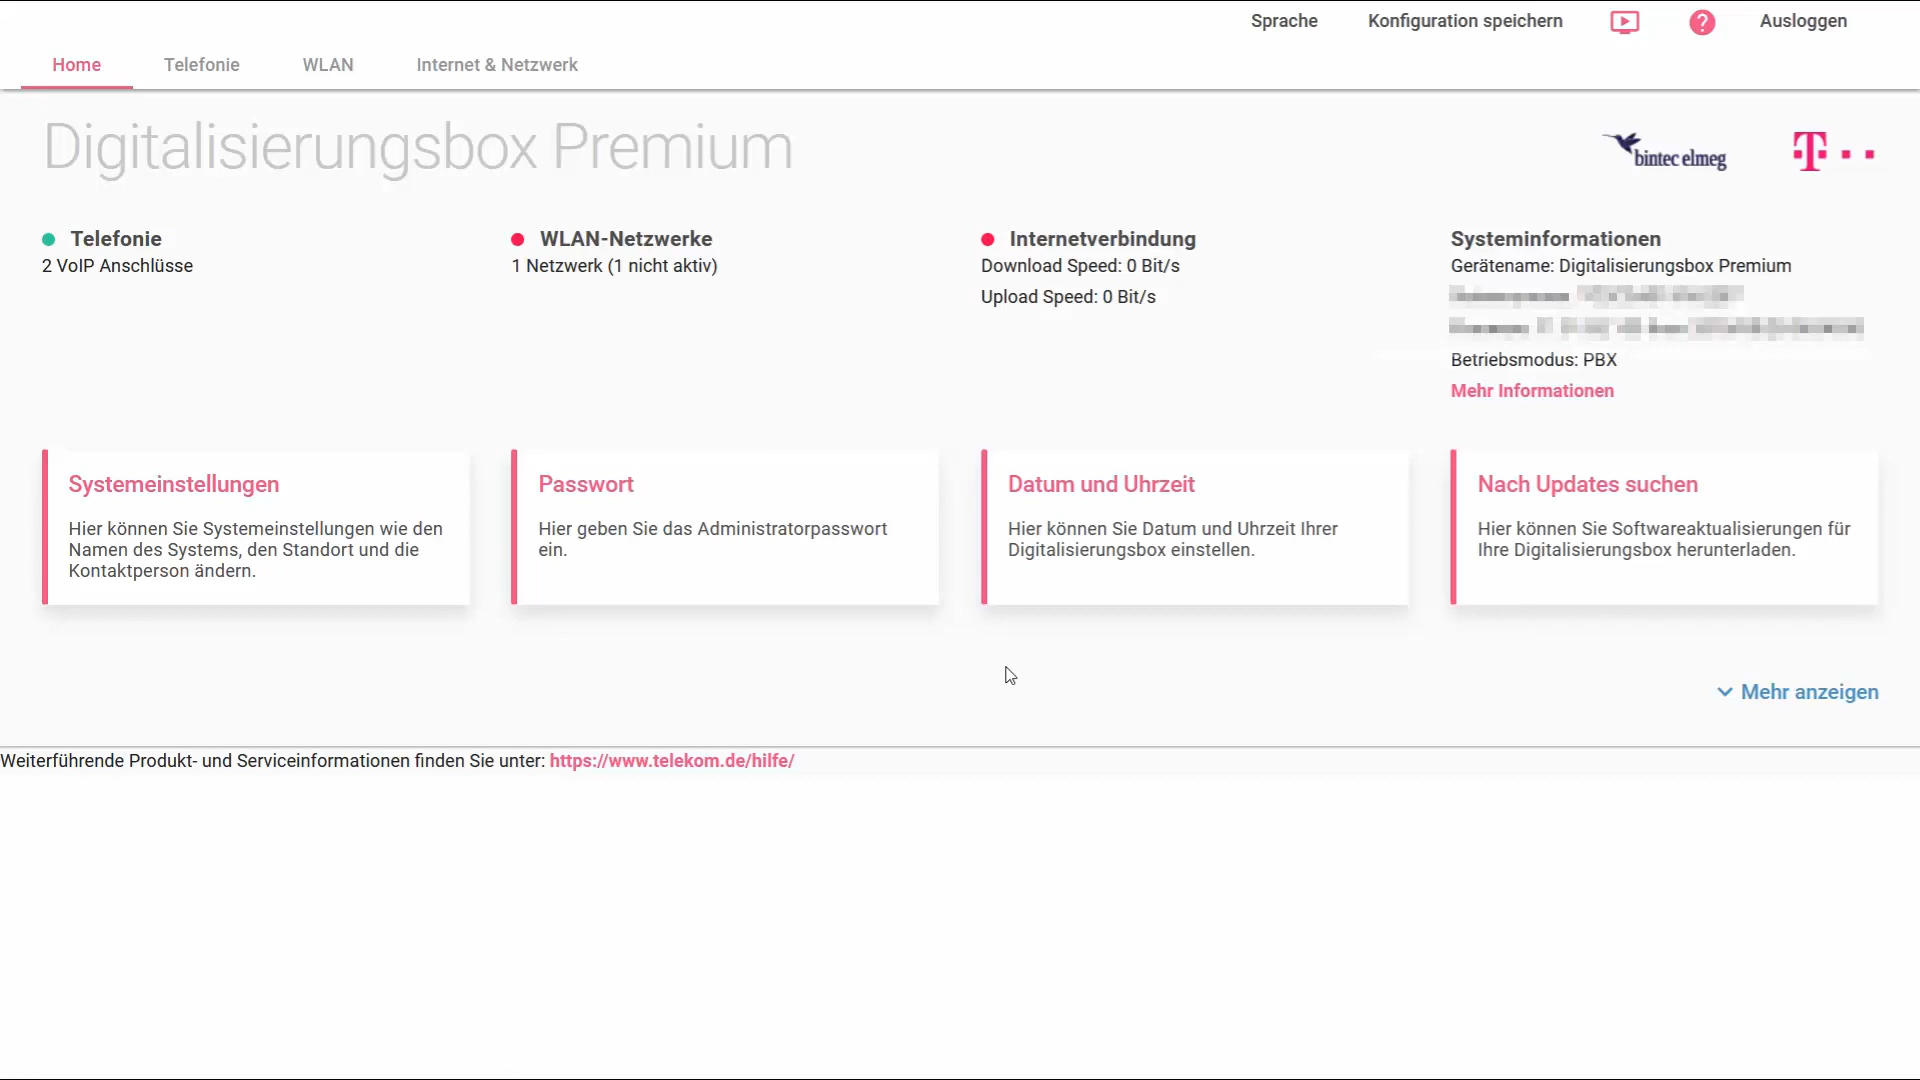 Sprache Konfiguration speichern Ausloggen
Home Telefonie WLAN Internet & Netzwerk
Digitalisierungsbox Premium
bintec elmeg
T
Telefonie
2 VoIP Anschlüsse
WLAN-Netzwerke
1 Netzwerk (1 nicht aktiv)
Internetverbindung
Download Speed: 0 Bit/s
Upload Speed: 0 Bit/s
Systeminformationen
Gerätename: Digitalisierungsbox Premium
Betriebsmodus: PBX
Mehr Informationen
Systemeinstellungen
Hier können Sie Systemeinstellungen wie den
Namen des Systems, den Standort und die
Kontaktperson ändern.
Passwort
Hier geben Sie das Administratorpasswort
ein.
Datum und Uhrzeit
Hier können Sie Datum und Uhrzeit Ihrer
Digitalisierungsbox einstellen.
Nach Updates suchen
Hier können Sie Softwareaktualisierungen für
Ihre Digitalisierungsbox herunterladen.
Mehr anzeigen
Weiterführende Produkt- und Serviceinformationen finden Sie unter: https://www.telekom.de/hilfe/